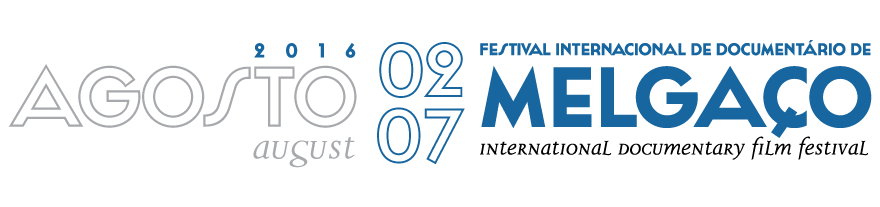 2016
AGOSTO
august
02
07
FESTIVAL INTERNACIONAL DE DOCUMENTÁRIO DE
MELGAÇO
INTERNATIONAL DOCUMENTARY film festival